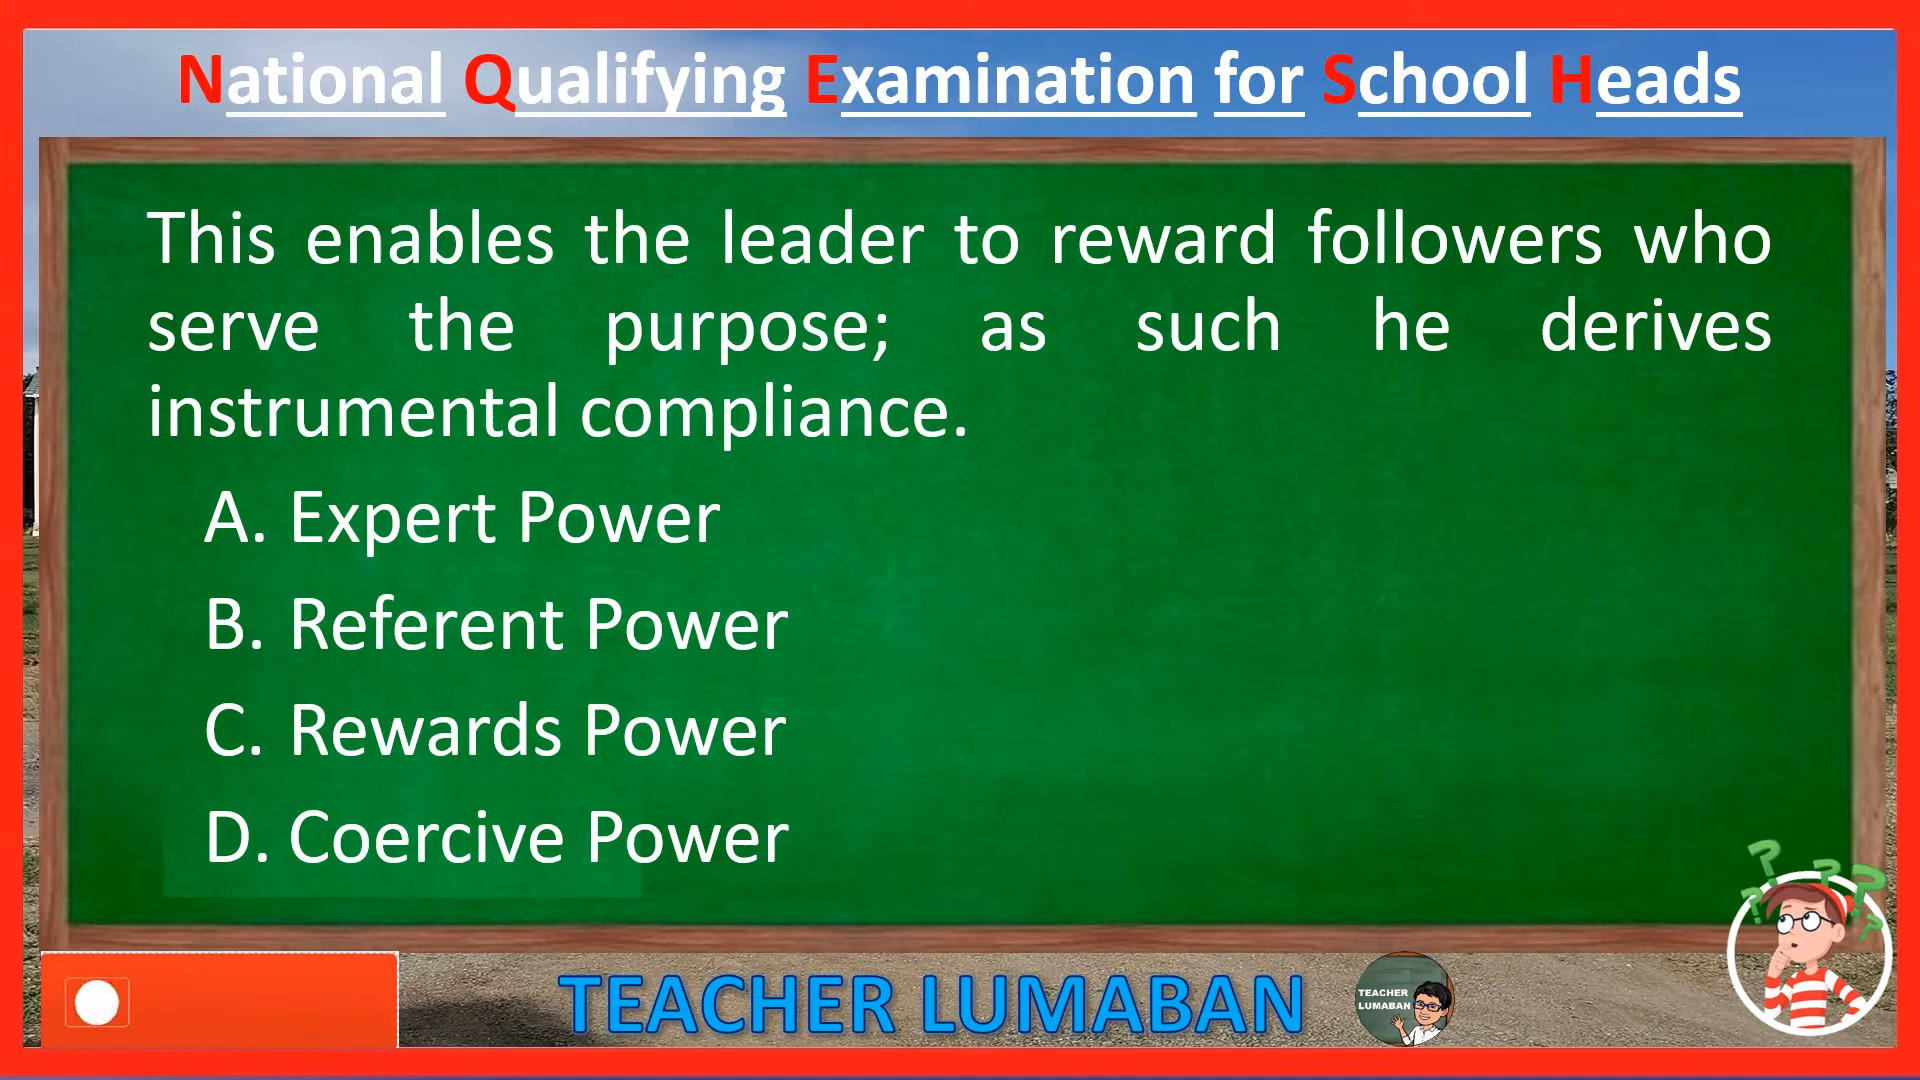 National Qualifying Examination for School Heads
This enables the leader to reward followers who
serve the purpose; as such he derives
instrumental compliance.
A. Expert Power
B. Referent Power
C. Rewards Power
D. Coercive Power
TEACHER LUMABAN
TEACHER
LUMABAN